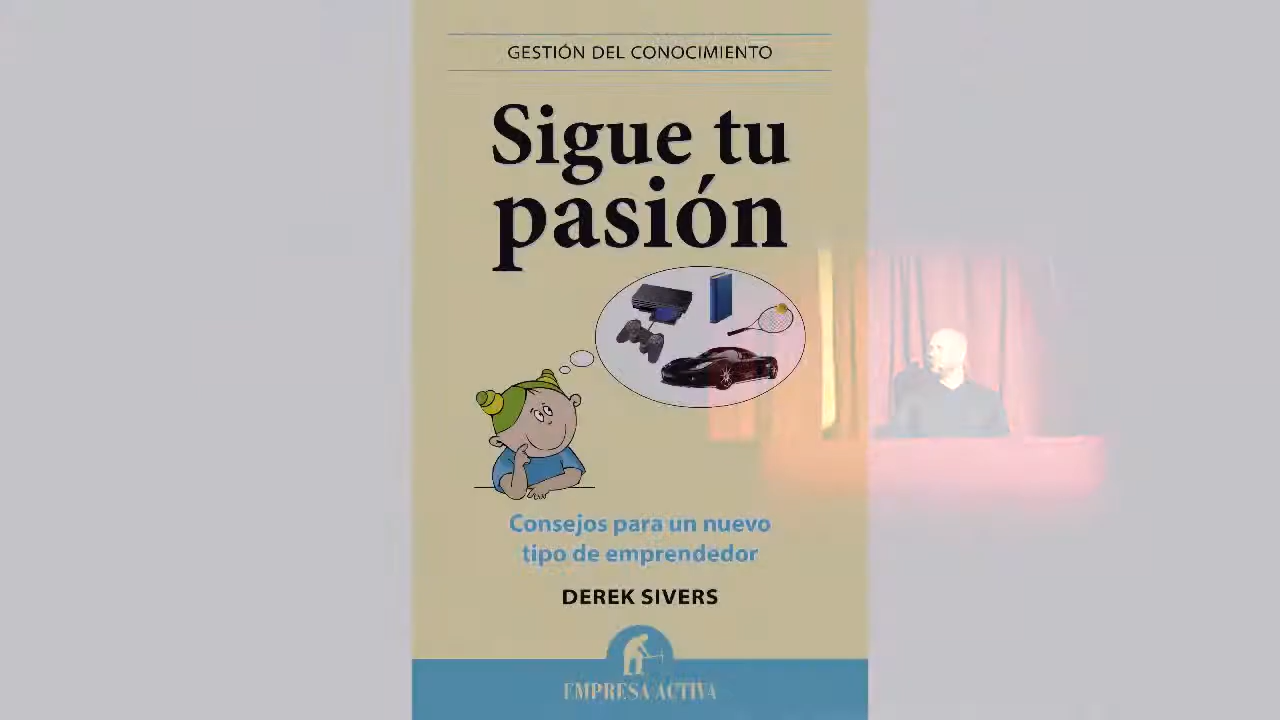 GESTIÓN DEL CONOCIMIENTO
Sigue tu
pasión
Consejos para un nuevo
tipo de emprendedor
DEREK SIVERS
EMPRESA ACTIVA